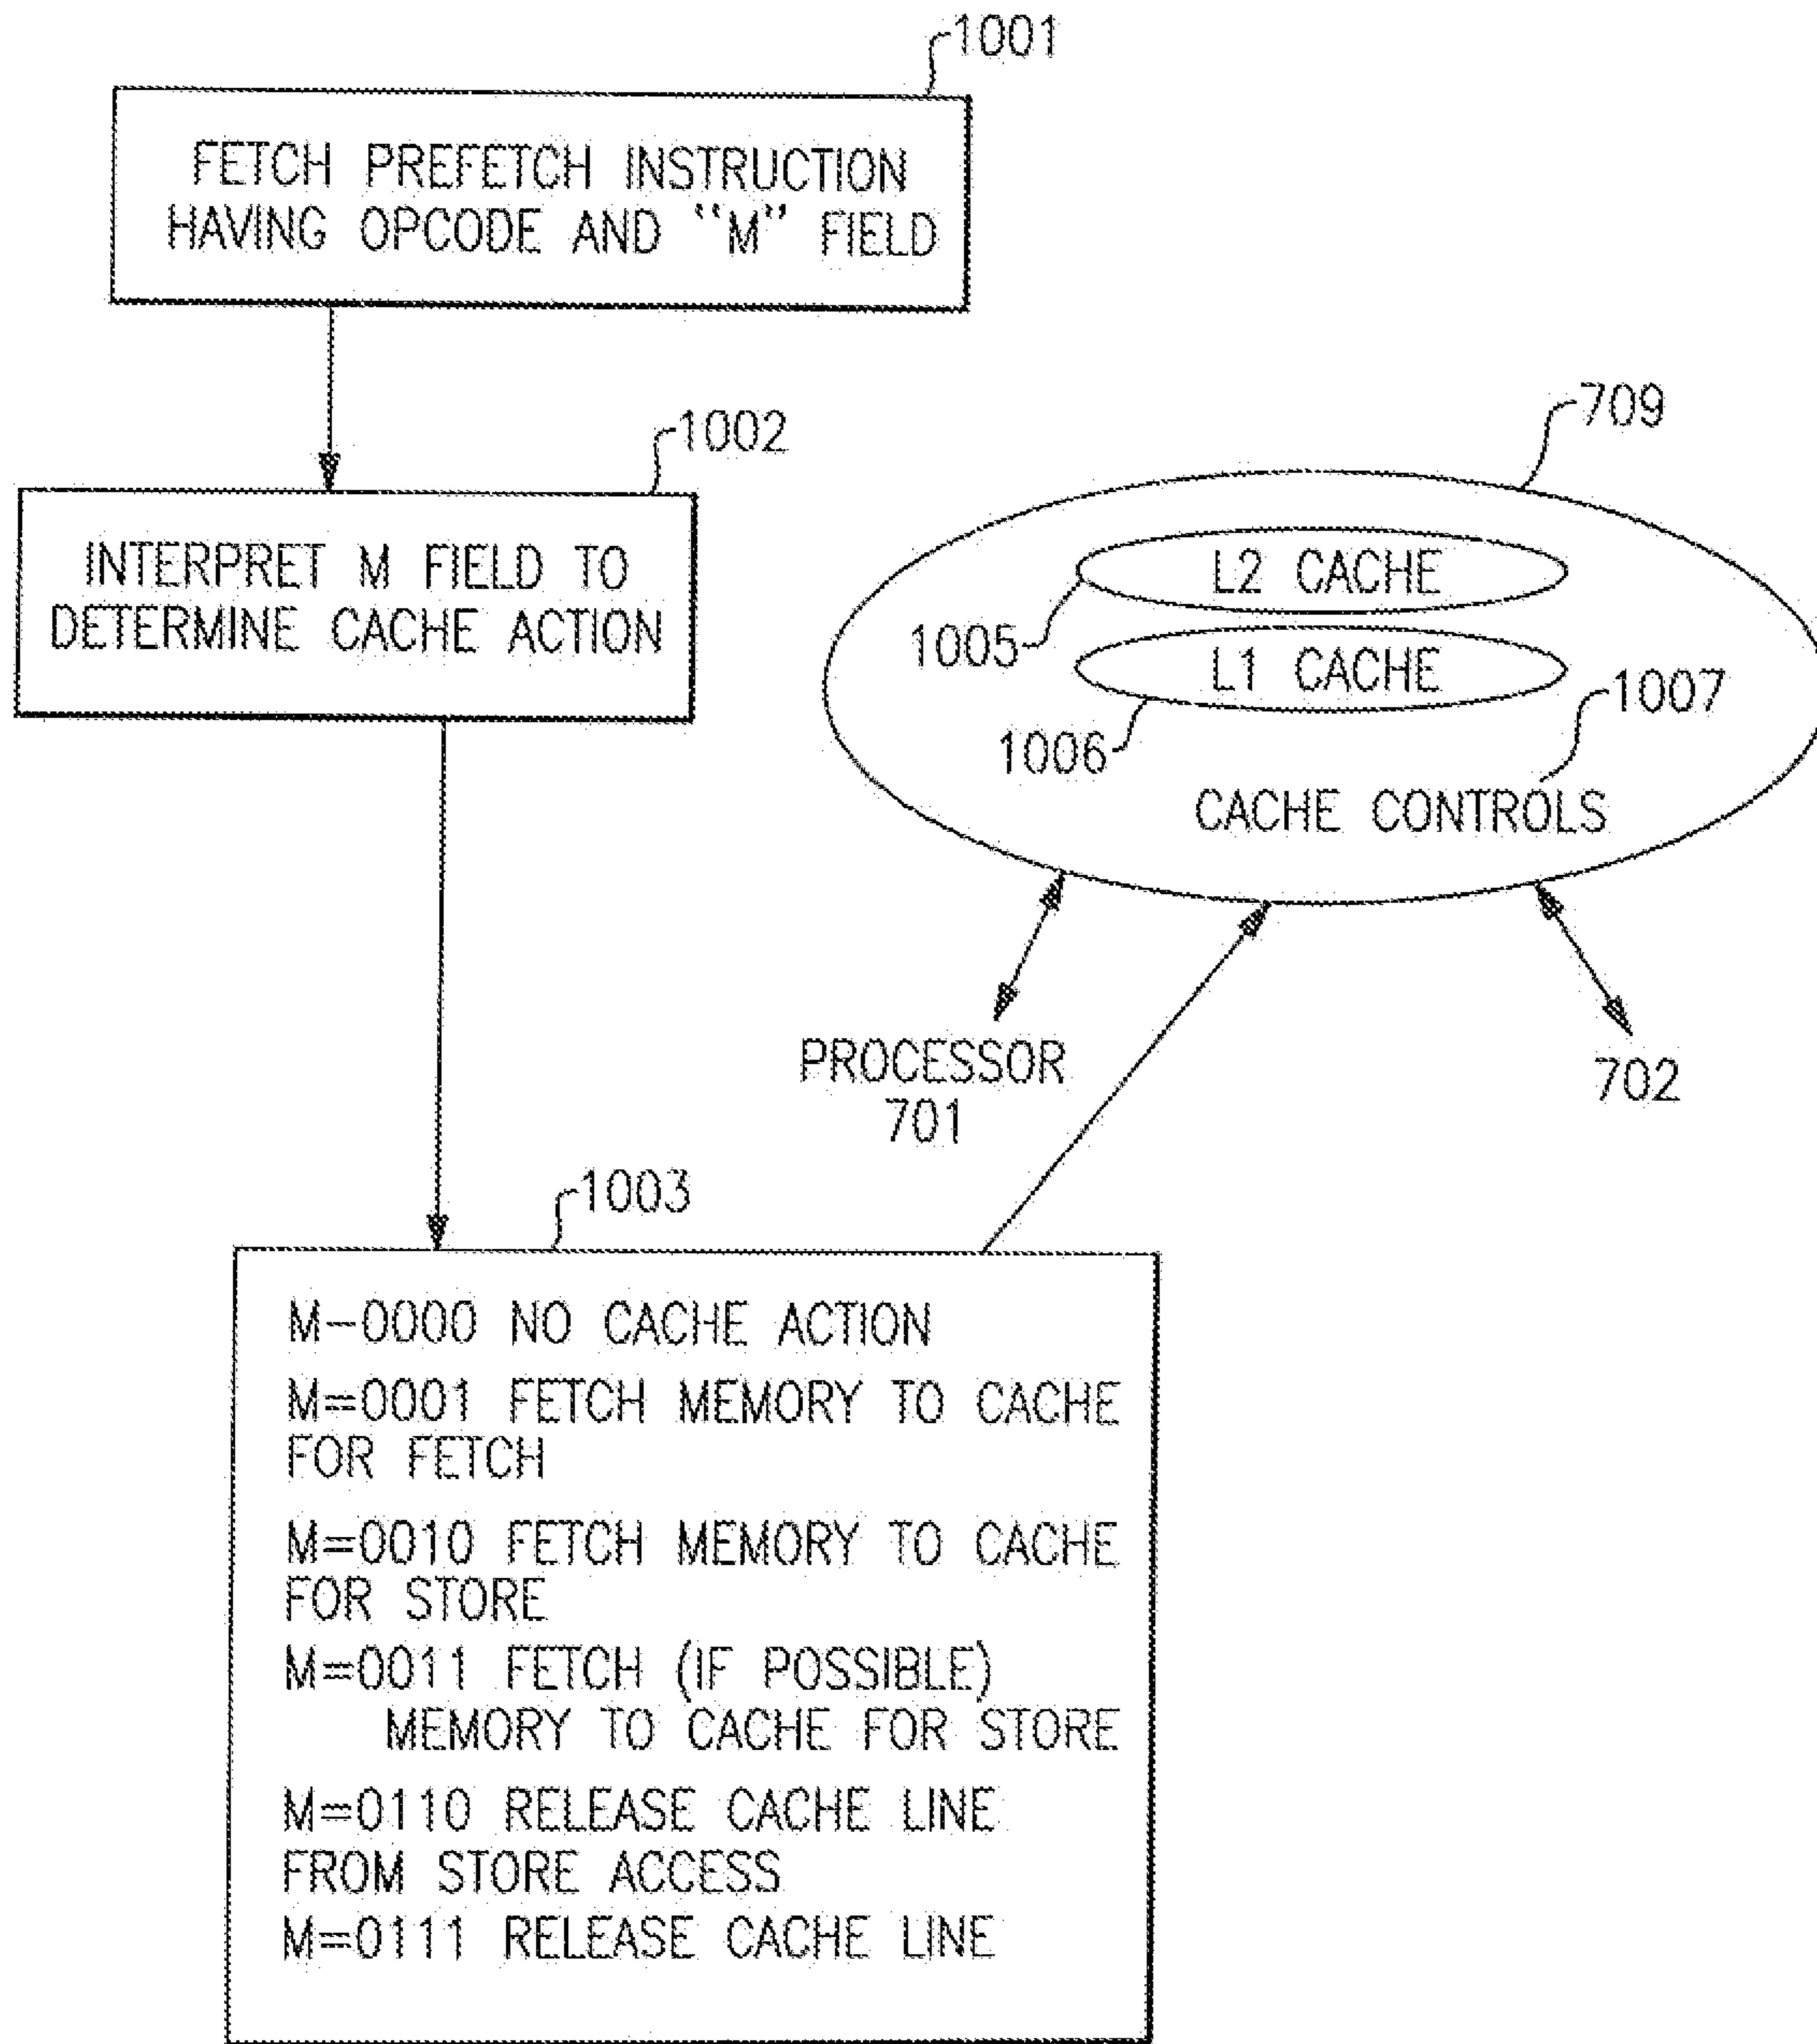 1001
FETCH PREFETCH INSTRUCTION
HAVING OPCODE AND “M” FIELD
1002
INTERPRET M FIELD TO
DETERMINE CACHE ACTION
709
L2 CACHE
1005
L1 CACHE
1006
1007
CACHE CONTROLS
PROCESSOR
701
702
1003
M-0000 NO CACHE ACTION
M=0001 FETCH MEMORY TO CACHE
FOR FETCH
M=0010 FETCH MEMORY TO CACHE
FOR STORE
M=0011 FETCH (IF POSSIBLE)
MEMORY TO CACHE FOR STORE
M=0110 RELEASE CACHE LINE
FROM STORE ACCESS
M=0111 RELEASE CACHE LINE